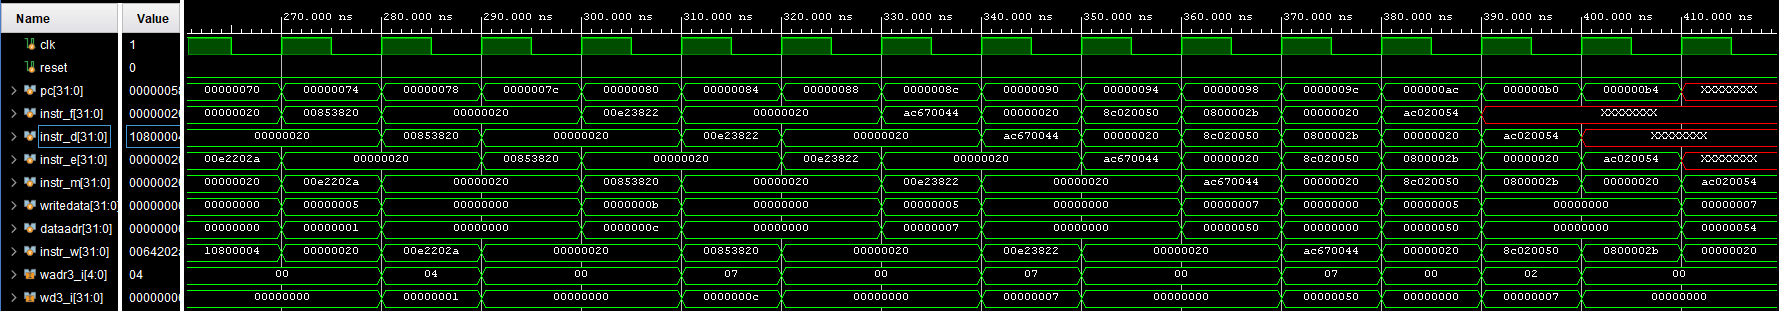 Name Value 270.000 ns 280.000 ns 290.000 ns 300.000 ns 310.000 ns 320.000 ns 330.000 ns 340.000 ns 350.000 ns 360.000 ns 370.000 ns 380.000 ns 390.000 ns 400.000 ns 410.000 ns
clk 1
reset 0
pc[31:0] 00000058 00000070 00000074 00000078 0000007c 00000080 00000084 00000088 0000008c 00000090 00000094 00000098 0000009c 000000ac 000000b0 000000b4 XXXXXXXX
instr_f[31:0] 00000020 00000020 00853820 00000020 00e23822 00000020 ac670044 00000020 8c020050 0800002b 00000020 ac020054 XXXXXXXX
instr_d[31:0] 10800004 00000020 00853820 00000020 00e23822 00000020 ac670044 00000020 8c020050 0800002b 00000020 ac020054 XXXXXXXX
instr_e[31:0] 00000020 00e2202a 00000020 00853820 00000020 00e23822 00000020 ac670044 00000020 8c020050 0800002b 00000020 ac020054 XXXXXXXX
instr_m[31:0] 00000020 00000020 00e2202a 00000020 00853820 00000020 00e23822 00000020 ac670044 00000020 8c020050 0800002b 00000020 ac020054
writedata[31:0] 00000000 00000000 00000005 00000000 0000000b 00000000 00000005 00000000 00000007 00000000 00000005 00000000 00000007
dataadr[31:0] 00000000 00000000 00000001 00000000 0000000c 00000000 00000007 00000000 00000050 00000000 00000050 00000000 00000054
instr_w[31:0] 0064202a 10800004 00000020 00e2202a 00000020 00853820 00000020 00e23822 00000020 ac670044 00000020 8c020050 0800002b 00000020
wadr3_i[4:0] 04 00 04 00 07 00 07 00 07 00 02 00
wd3_i[31:0] 00000000 00000000 00000001 00000000 0000000c 00000000 00000007 00000000 00000050 00000000 00000007 00000000